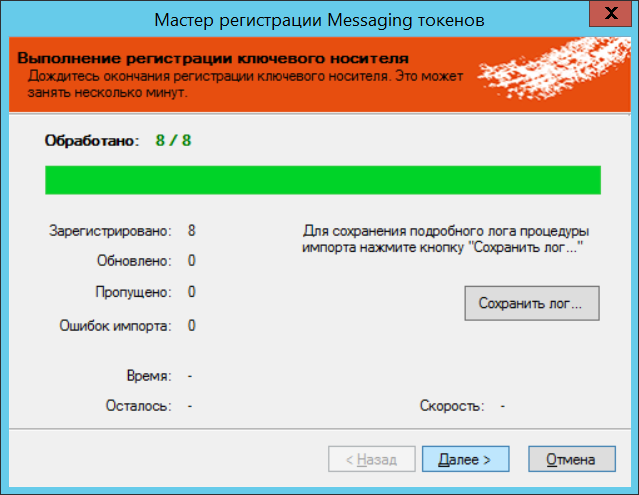 Мастер регистрации Messaging токенов
X
Выполнение регистрации ключевого носителя
Дождитесь окончания регистрации ключевого носителя. Это может
занять несколько минут.
Обработано: 8 / 8
Зарегистрировано: 8
Обновлено: 0
Пропущено: 0
Ошибок импорта: 0
Для сохранения подробного лога процедуры
импорта нажмите кнопку "Сохранить лог..."
Сохранить лог...
Время: -
Осталось: -
Скорость: -
< Назад
Далее >
Отмена